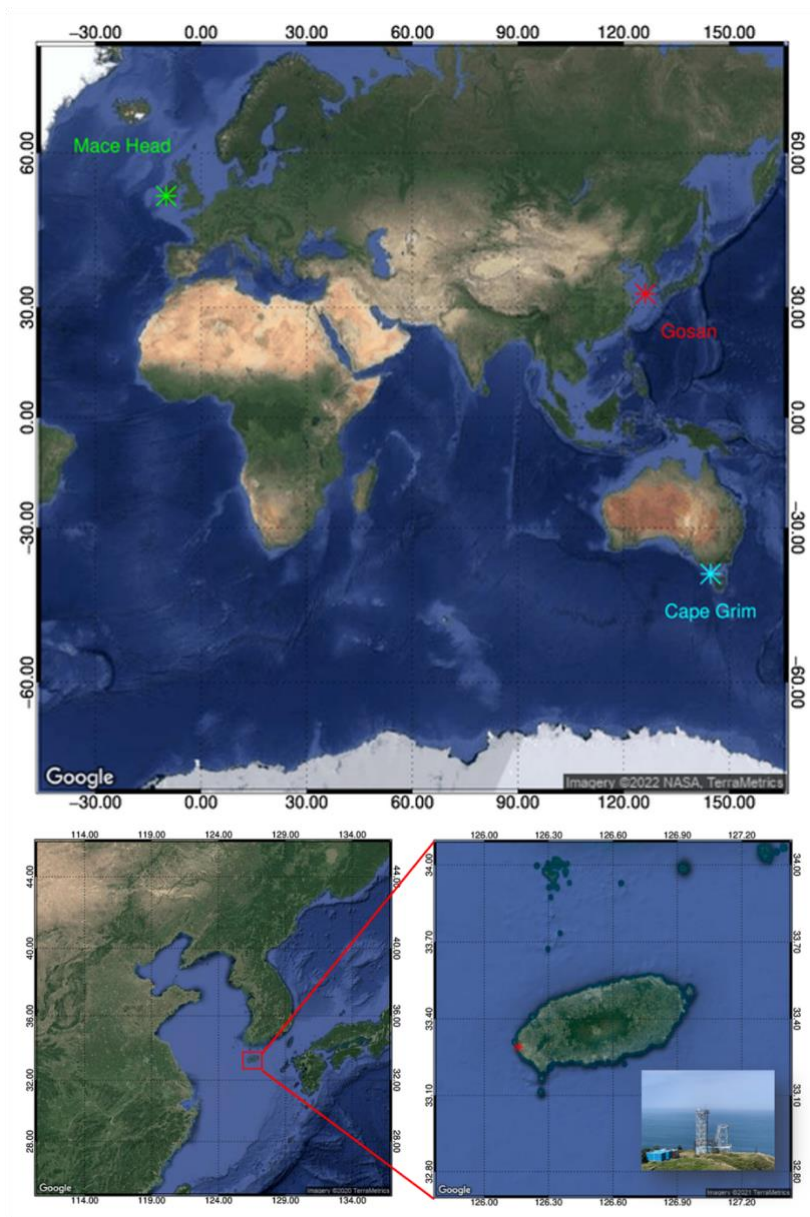 −30.00 0.00 30.00 60.00 90.00 120.00 150.00
60.00 60.00
Mace Head
30.00 30.00
Gosan
0.00 0.00
−30.00 −30.00
Cape Grim
−60.00 −60.00
Google
Imagery ©2022 NASA, TerraMetrics
−30.00 0.00 30.00 60.00 90.00 120.00 150.00
114.00 119.00 124.00 129.00 134.00
44.00 44.00
40.00 40.00
36.00 36.00
32.00 32.00
28.00 28.00
Google
Imagery ©2020 TerraMetrics
114.00 119.00 124.00 129.00 134.00
126.00 126.30 126.60 126.90 127.20
34.00 34.00
33.70 33.70
33.40 33.40
33.10 33.10
32.80 32.80
Google
Imagery ©2021 TerraMetrics
126.00 126.30 126.60 126.90 127.20